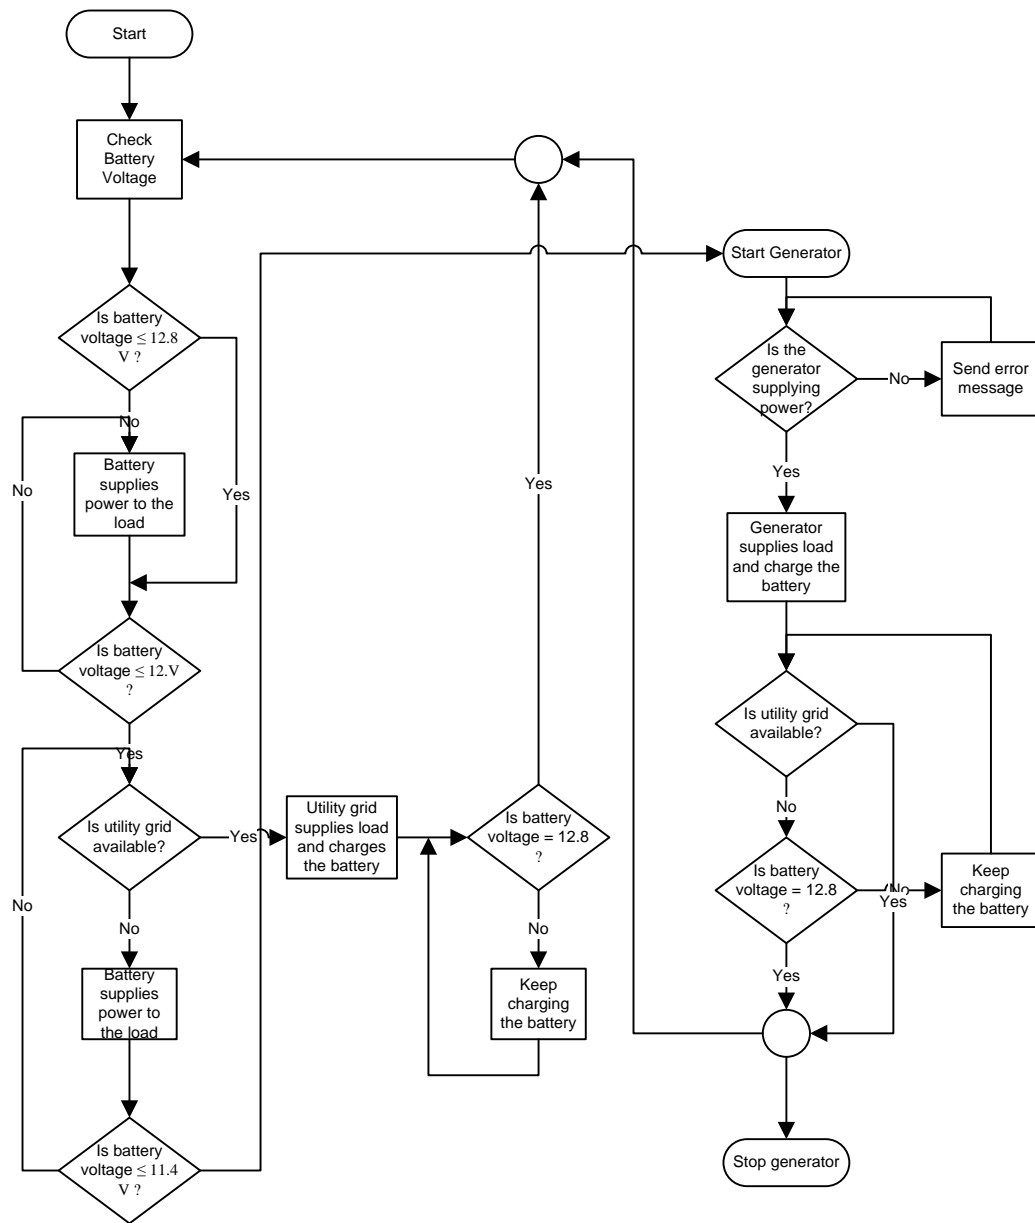 Start
Check
Battery
Voltage
Is battery
voltage ≤ 12.8
V ?
No
Yes
Battery
supplies
power to the
load
No
Is battery
voltage ≤ 12.V
?
Yes
Is utility grid
available?
Yes
No
No
Battery
supplies
power to
the load
Is battery
voltage ≤ 11.4
V ?
Utility grid
supplies load
and charges
the battery
Is battery
voltage = 12.8
?
Yes
No
Keep
charging
the battery
Start Generator
Is the
generator
supplying
power?
No
Send error
message
Yes
Generator
supplies load
and charge the
battery
Is utility grid
available?
No
Yes
Is battery
voltage = 12.8
?
No
Keep
charging
the battery
Yes
Stop generator